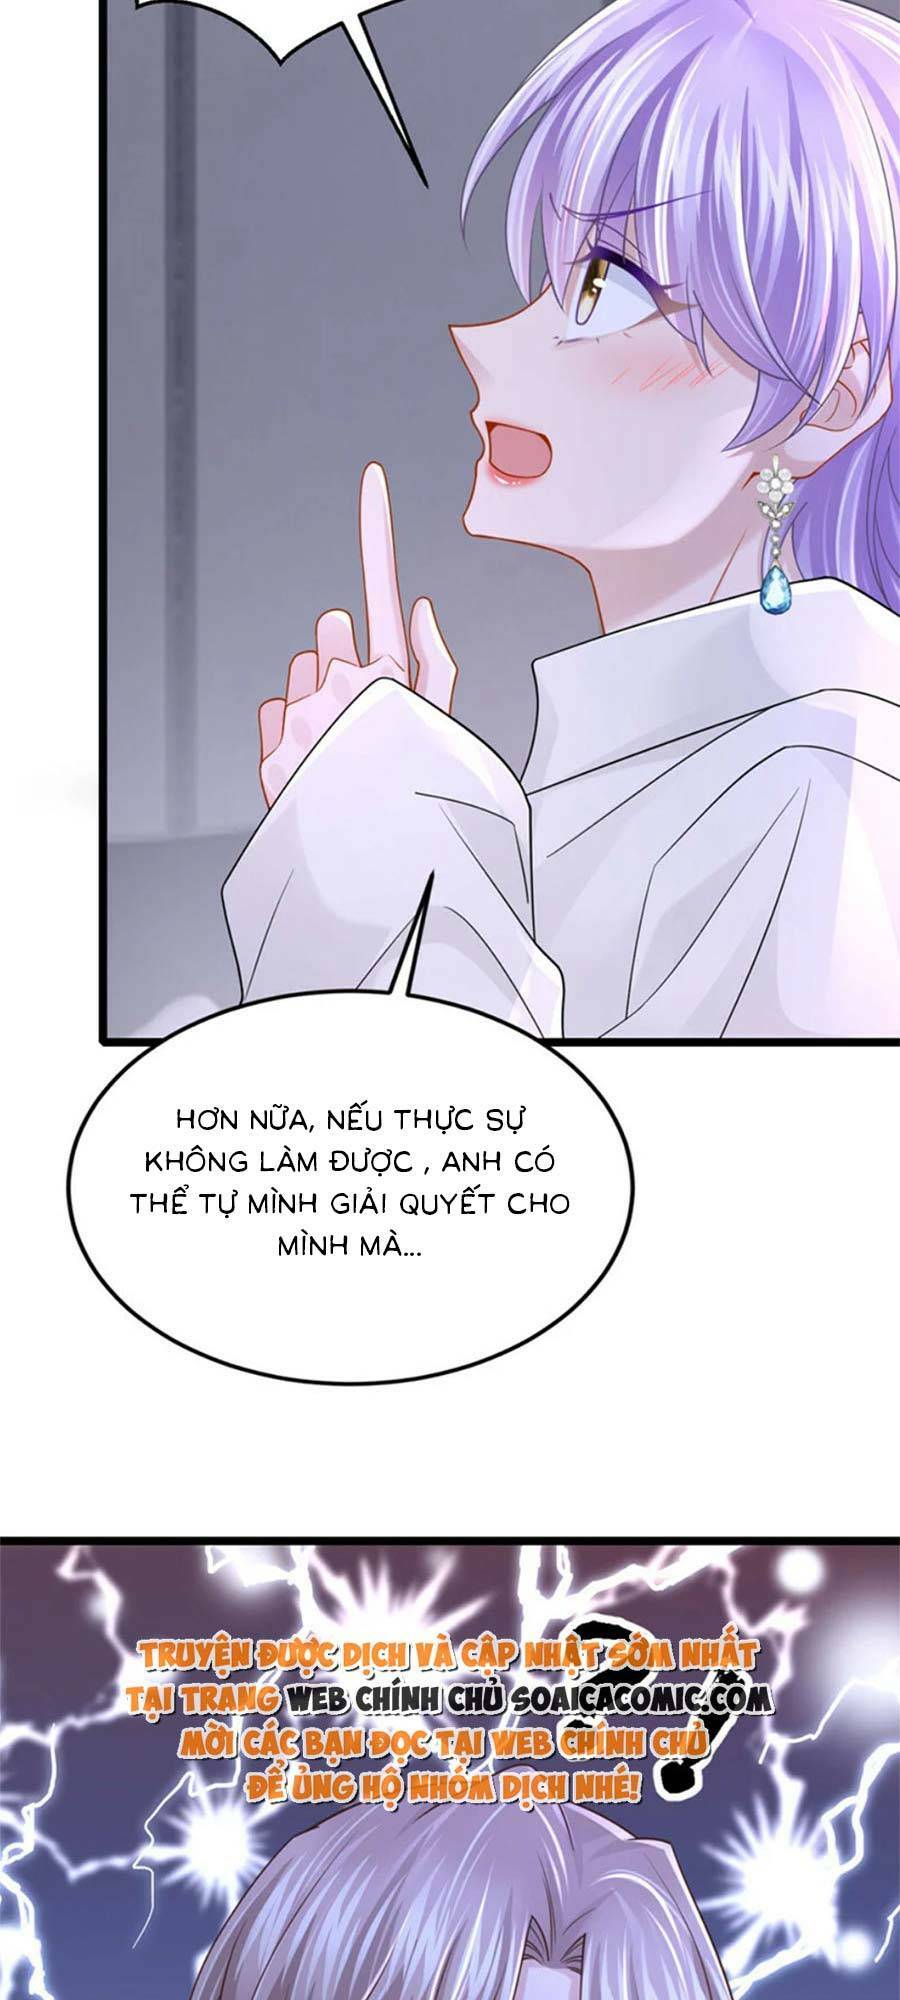 HƠN NỮA, NẾU THỰC SỰ
KHÔNG LÀM ĐƯỢC , ANH CÓ
THỂ TỰ MÌNH GIẢI QUYẾT CHO
MÌNH MÀ...
?!
TRUYỆN ĐƯỢC DỊCH VÀ CẬP NHẬT SỚM NHẤT
TẠI TRANG WEB CHÍNH CHỦ SOAICACOMIC.COM
MỜI CÁC BẠN ĐỌC TẠI WEB CHÍNH CHỦ
ĐỂ ỦNG HỘ NHÓM DỊCH NHÉ!